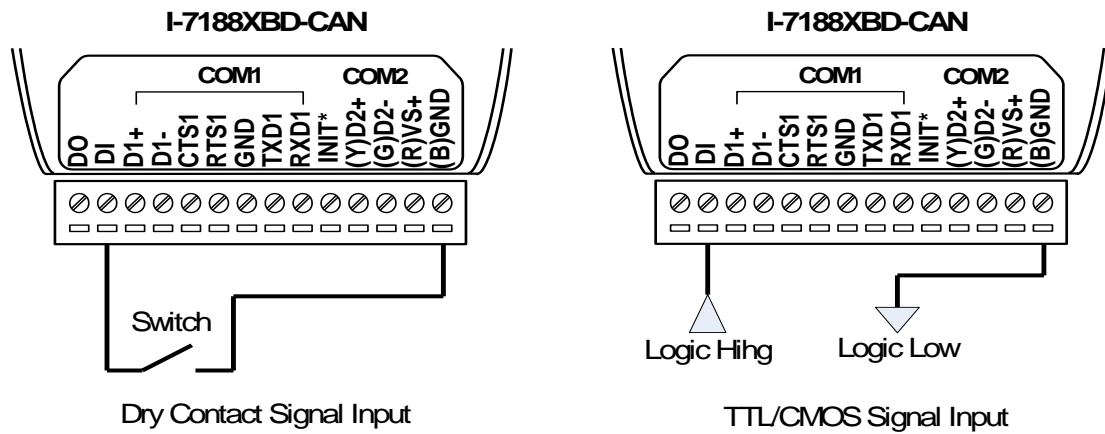 I-7188XBD-CAN
COM1 COM2
DO
DI
D1+
D1-
CTS1
RTS1
GND
TXD1
RXD1
INIT*
(Y)D2+
(G)D2-
(R)VS+
(B)GND
Switch
Dry Contact Signal Input
I-7188XBD-CAN
COM1 COM2
DO
DI
D1+
D1-
CTS1
RTS1
GND
TXD1
RXD1
INIT*
(Y)D2+
(G)D2-
(R)VS+
(B)GND
Logic Hihg
Logic Low
TTL/CMOS Signal Input